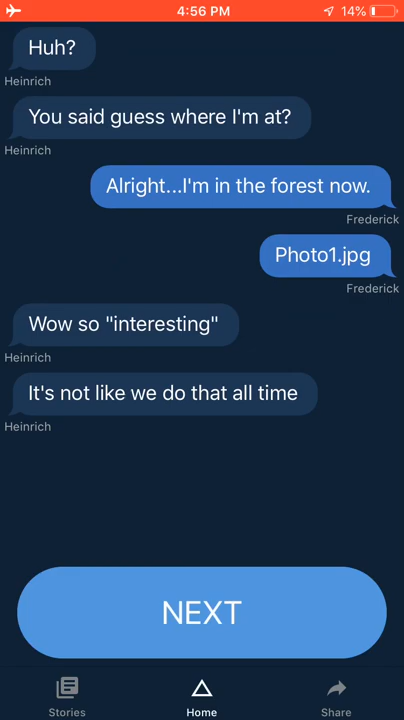 4:56 PM
14%
Huh?
Heinrich
You said guess where I'm at?
Heinrich
Alright...I'm in the forest now.
Frederick
Photo1.jpg
Frederick
Wow so "interesting"
Heinrich
It's not like we do that all time
Heinrich
NEXT
Stories
Home
Share